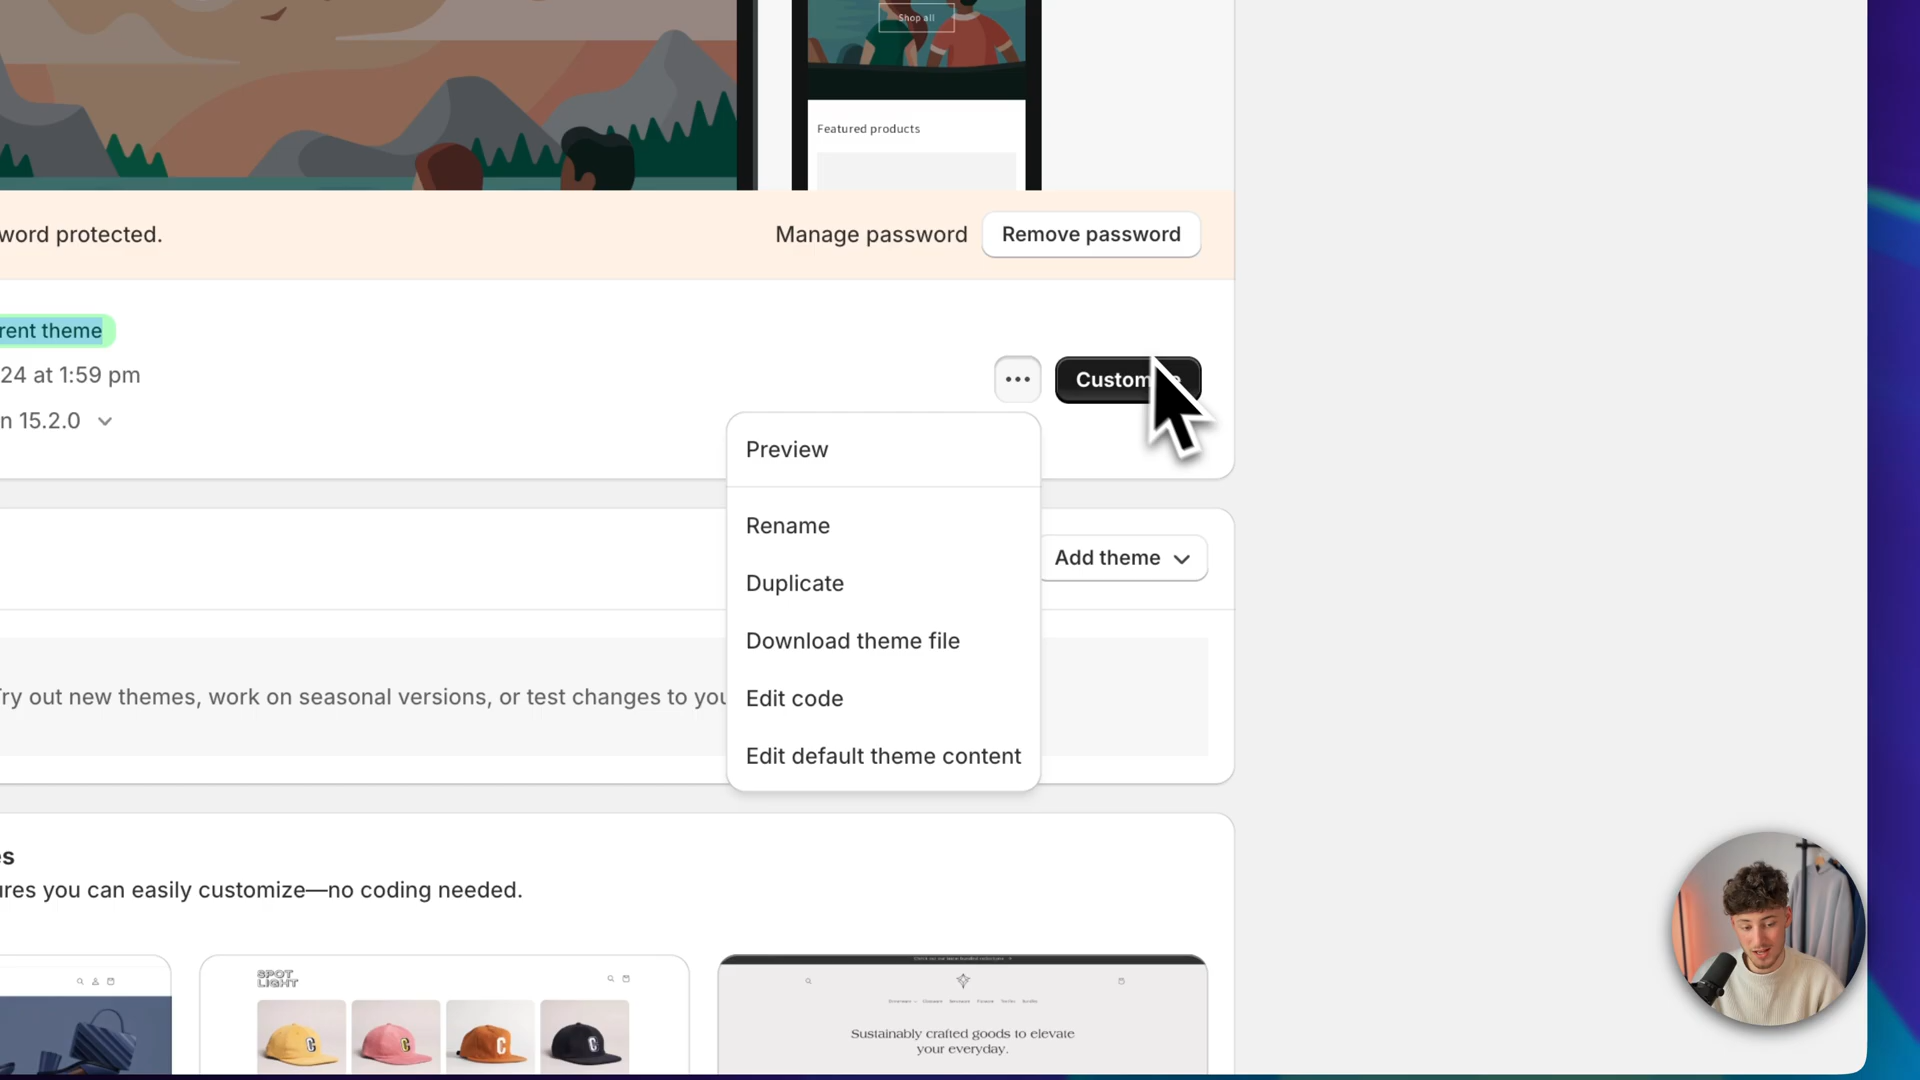 Shop all
Featured products
word protected.
Manage password
Remove password
rent theme
24 at 1:59 pm
Custom
n 15.2.0
Preview
Rename
Add theme
Duplicate
Download theme file
Try out new themes, work on seasonal versions, or test changes to you
Edit code
Edit default theme content
es
ures you can easily customize—no coding needed.
SPOT
LIGHT
C C C C
Sustainably crafted goods to elevate
your everyday.